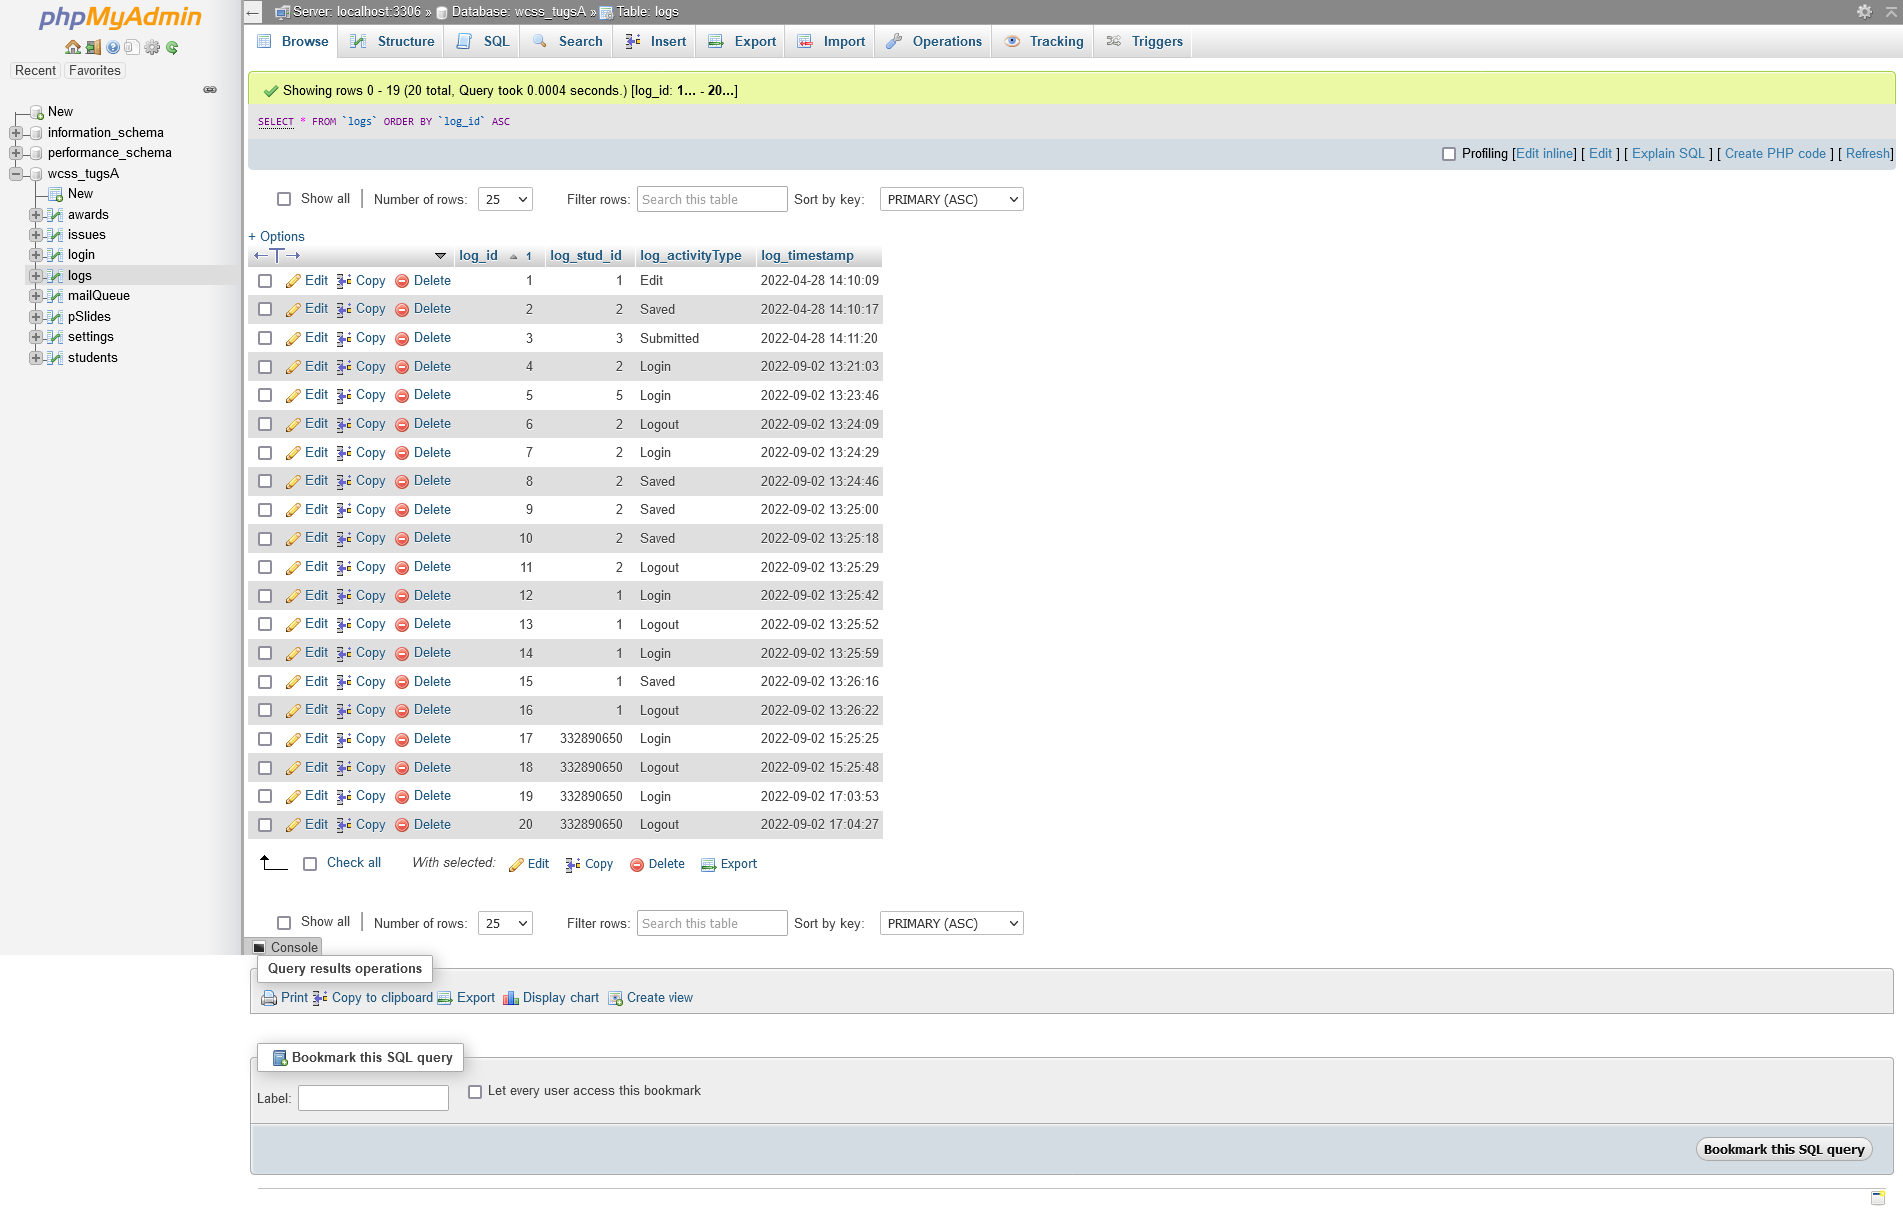 phpMyAdmin
Recent Favorites
New
information_schema
performance_schema
wcss_tugsA
New
awards
issues
login
logs
mailQueue
pSlides
settings
students
Server: localhost:3306 » Database: wcss_tugsA » Table: logs
Browse Structure SQL Search Insert Export Import Operations Tracking Triggers
Showing rows 0 - 19 (20 total, Query took 0.0004 seconds.) [log_id: 1... - 20...]
SELECT * FROM `logs` ORDER BY `log_id` ASC
Profiling [Edit inline] [ Edit ] [ Explain SQL ] [ Create PHP code ] [ Refresh]
Show all Number of rows: 25 Filter rows: Search this table Sort by key: PRIMARY (ASC)
+ Options
←T→ log_id 1 log_stud_id log_activityType log_timestamp
Edit Copy Delete 1 1 Edit 2022-04-28 14:10:09
Edit Copy Delete 2 2 Saved 2022-04-28 14:10:17
Edit Copy Delete 3 3 Submitted 2022-04-28 14:11:20
Edit Copy Delete 4 2 Login 2022-09-02 13:21:03
Edit Copy Delete 5 5 Login 2022-09-02 13:23:46
Edit Copy Delete 6 2 Logout 2022-09-02 13:24:09
Edit Copy Delete 7 2 Login 2022-09-02 13:24:29
Edit Copy Delete 8 2 Saved 2022-09-02 13:24:46
Edit Copy Delete 9 2 Saved 2022-09-02 13:25:00
Edit Copy Delete 10 2 Saved 2022-09-02 13:25:18
Edit Copy Delete 11 2 Logout 2022-09-02 13:25:29
Edit Copy Delete 12 1 Login 2022-09-02 13:25:42
Edit Copy Delete 13 1 Logout 2022-09-02 13:25:52
Edit Copy Delete 14 1 Login 2022-09-02 13:25:59
Edit Copy Delete 15 1 Saved 2022-09-02 13:26:16
Edit Copy Delete 16 1 Logout 2022-09-02 13:26:22
Edit Copy Delete 17 332890650 Login 2022-09-02 15:25:25
Edit Copy Delete 18 332890650 Logout 2022-09-02 15:25:48
Edit Copy Delete 19 332890650 Login 2022-09-02 17:03:53
Edit Copy Delete 20 332890650 Logout 2022-09-02 17:04:27
Check all With selected: Edit Copy Delete Export
Show all Number of rows: 25 Filter rows: Search this table Sort by key: PRIMARY (ASC)
Console
Query results operations
Print Copy to clipboard Export Display chart Create view
Bookmark this SQL query
Label: Let every user access this bookmark
Bookmark this SQL query